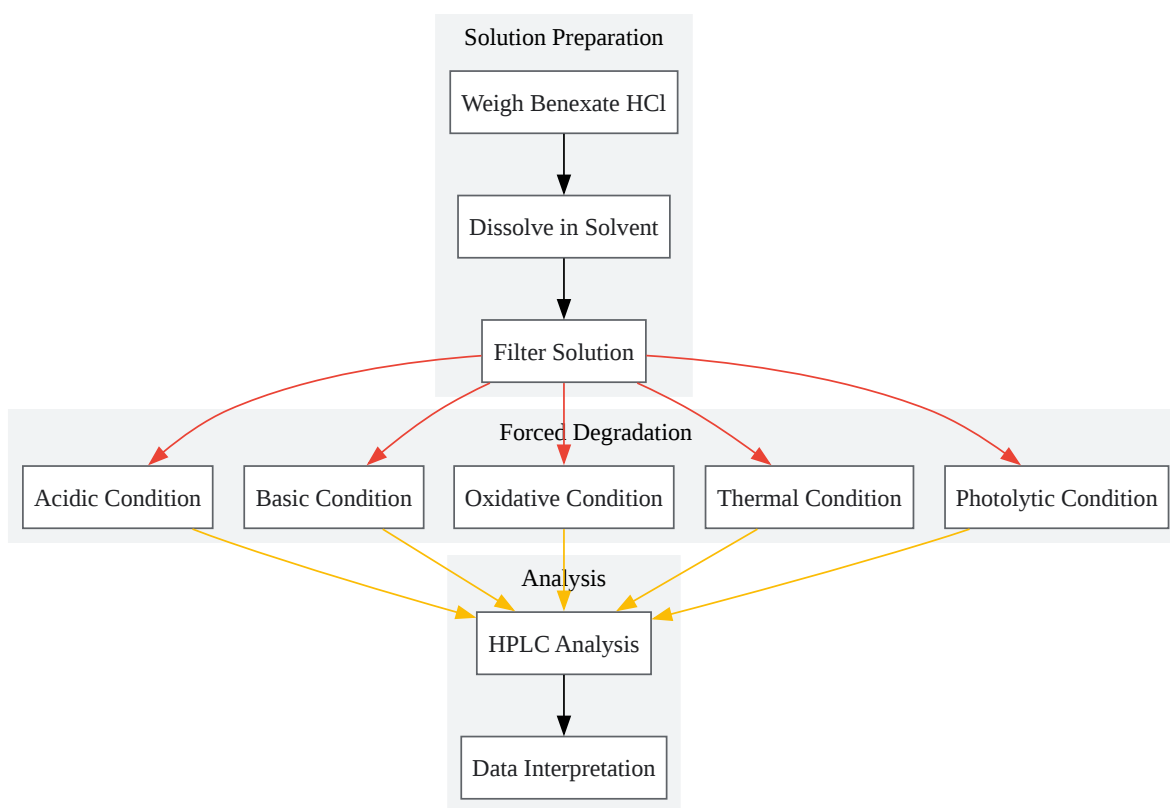 Solution Preparation
Weigh Benexate HCl
Dissolve in Solvent
Filter Solution
Forced Degradation
Acidic Condition
Basic Condition
Oxidative Condition
Thermal Condition
Photolytic Condition
Analysis
HPLC Analysis
Data Interpretation